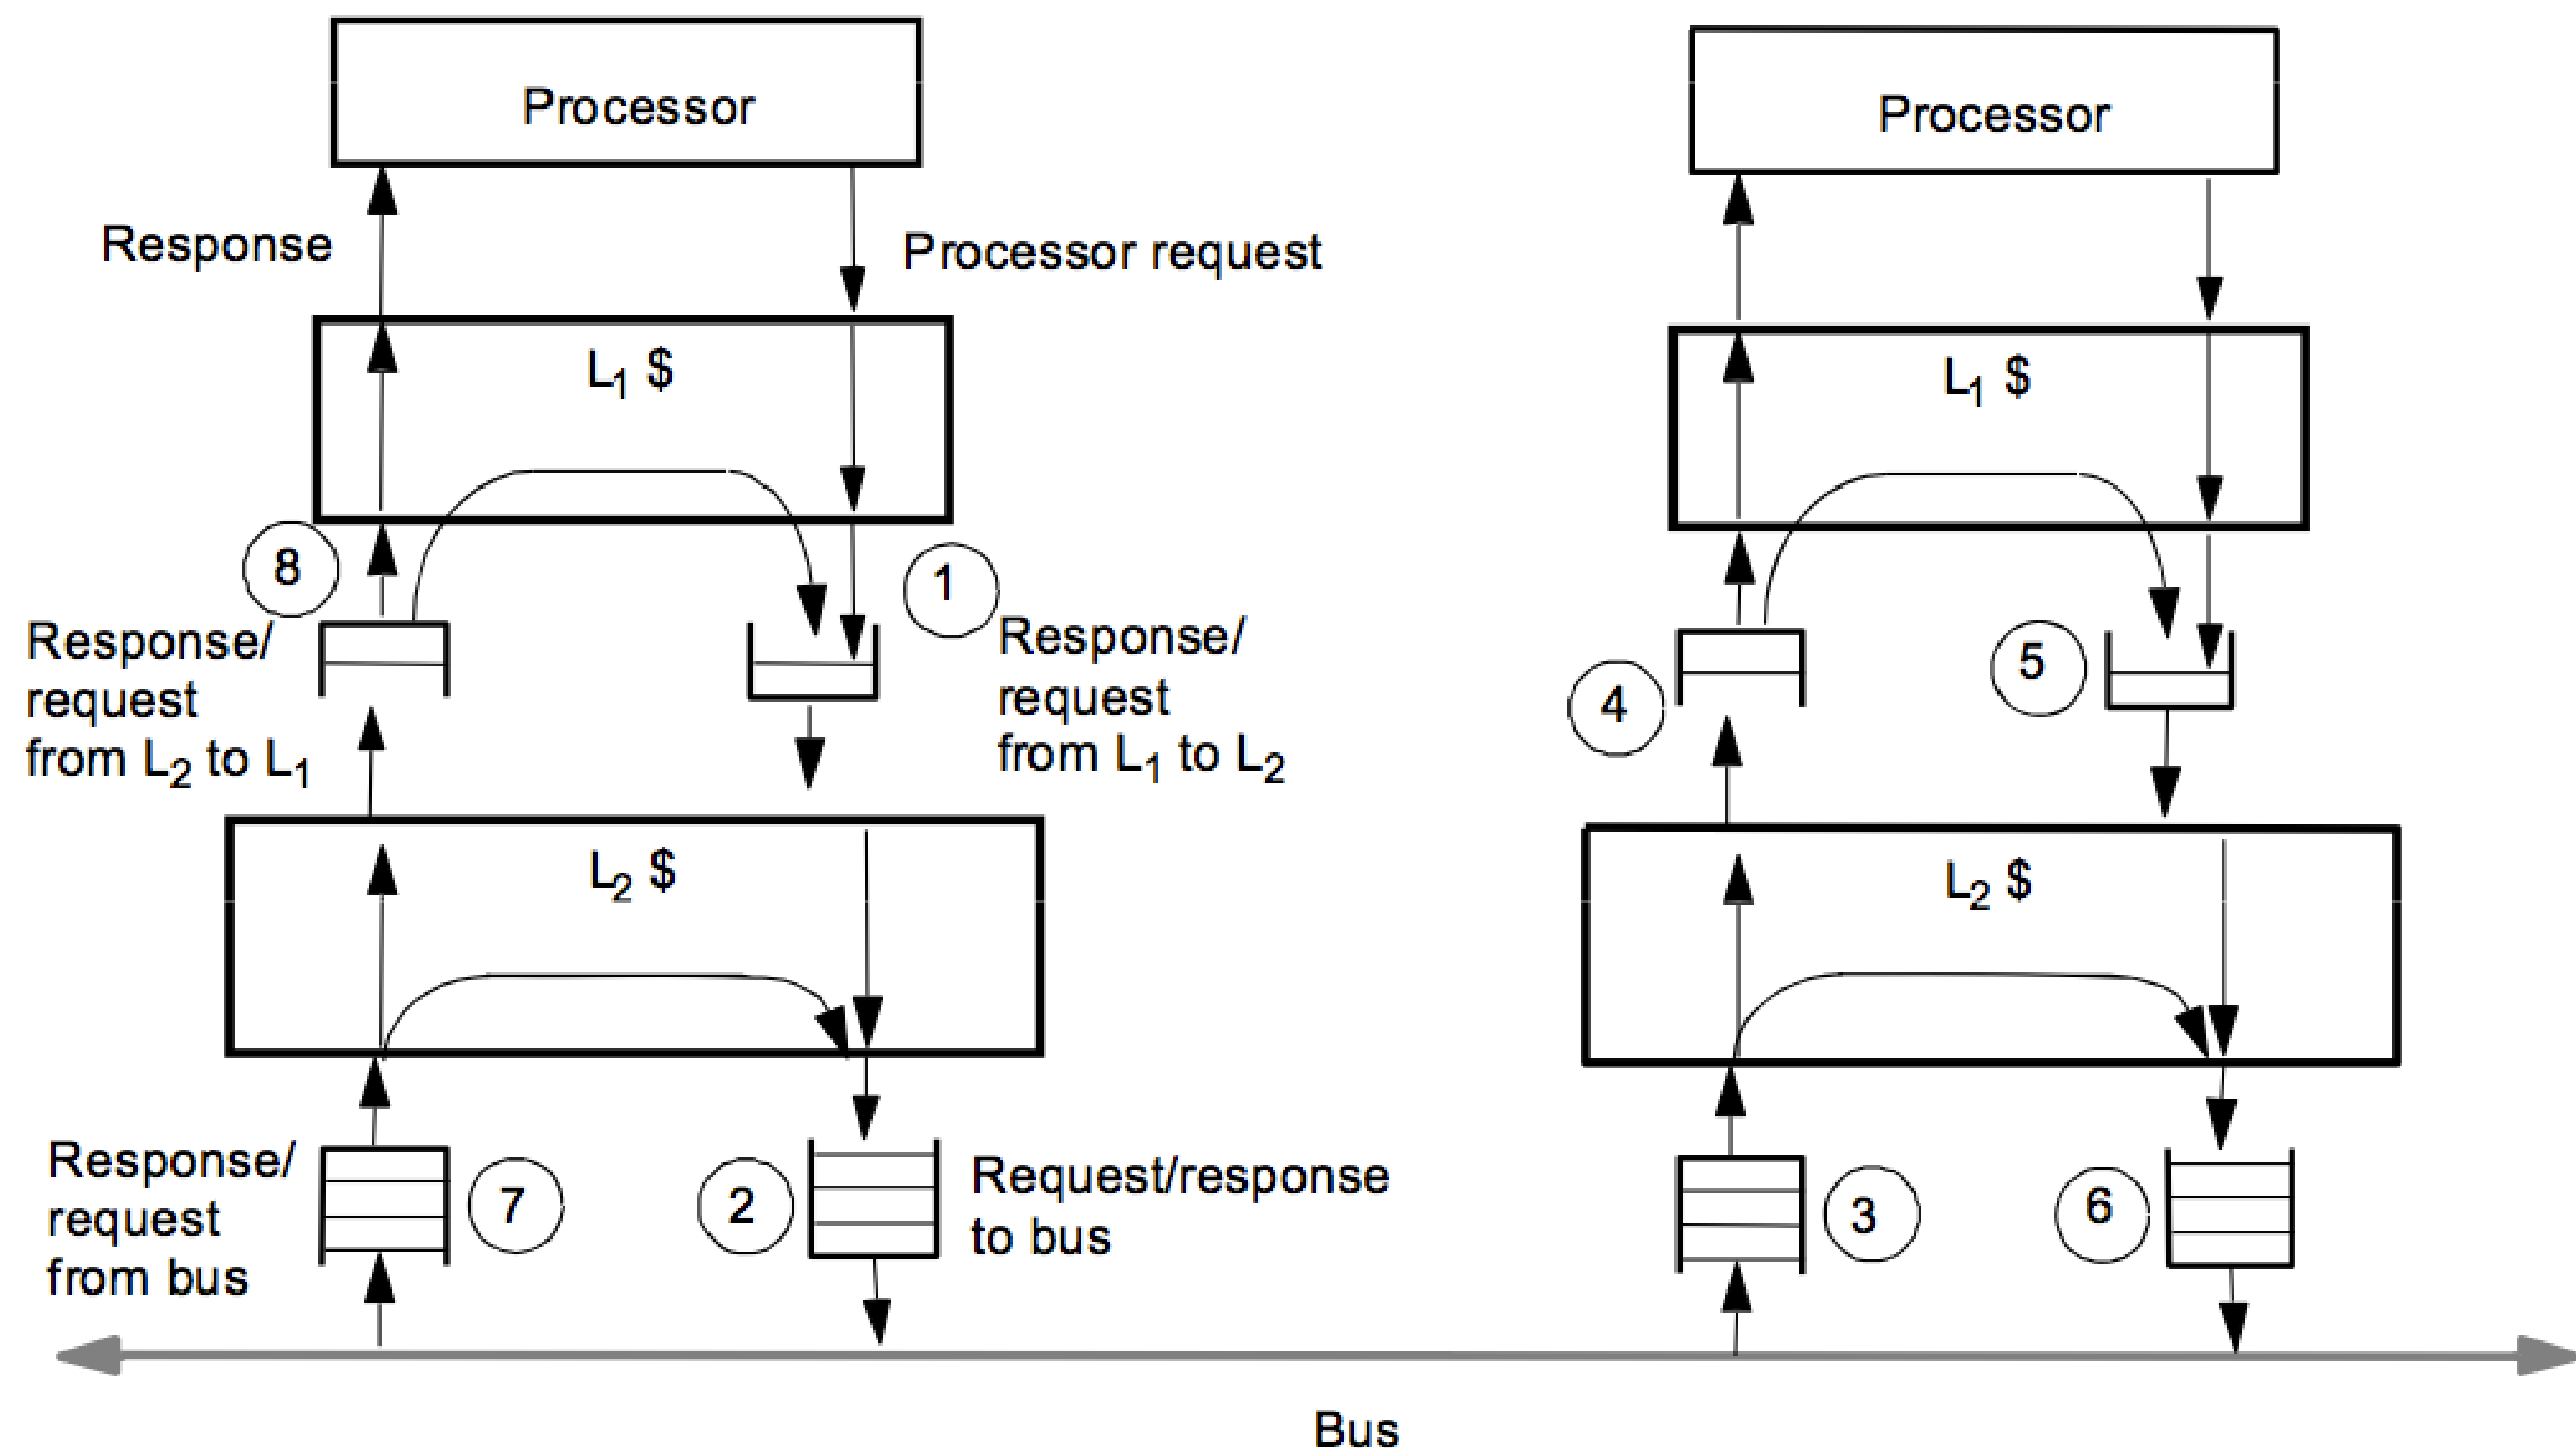 Processor
Processor
Response
Processor request
L1 $
L1 $
8
1
Response/
request
from L2 to L1
Response/
request
from L1 to L2
4
5
L2 $
L2 $
Response/
request
from bus
7
2
Request/response
to bus
3
6
Bus